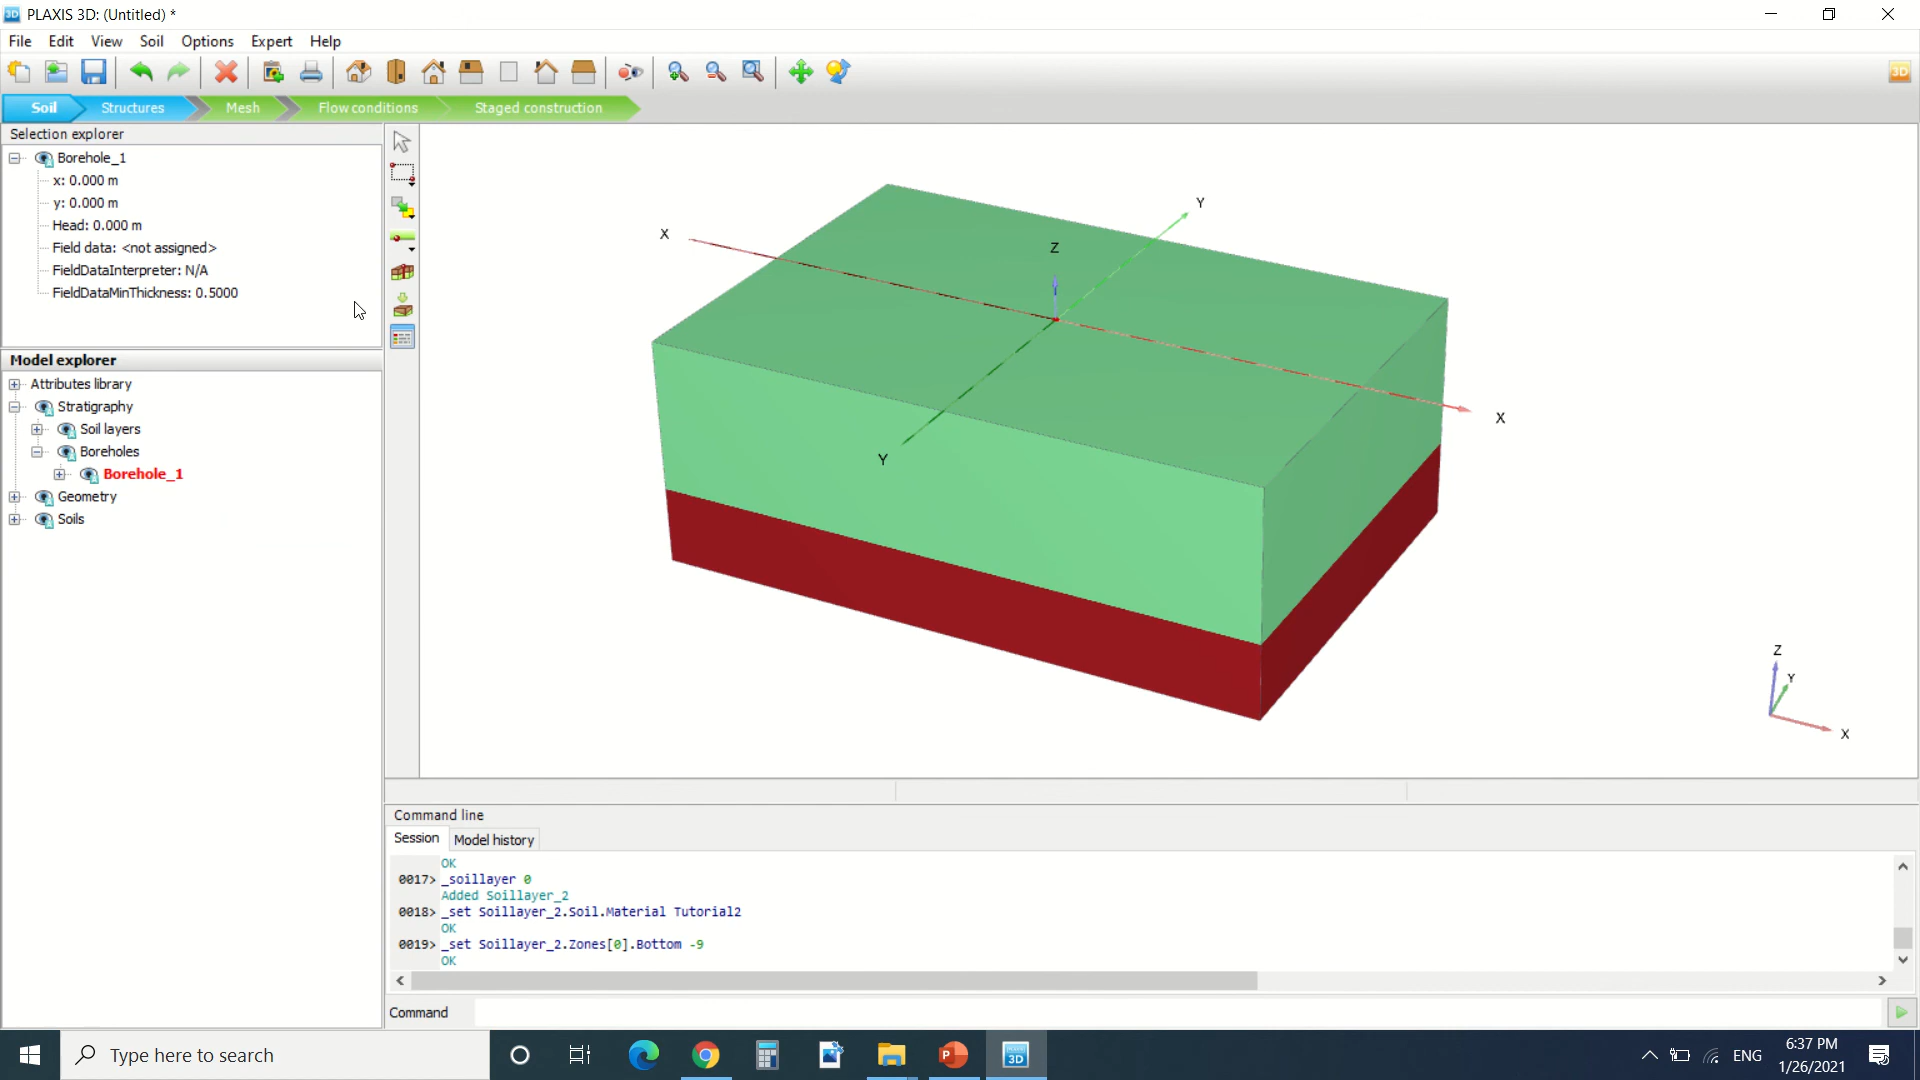 PLAXIS 3D: (Untitled) *
File Edit View Soil Options Expert Help
3D
Soil Structures Mesh Flow conditions Staged construction
Selection explorer
Borehole_1
x: 0.000 m
y: 0.000 m
Head: 0.000 m
Field data: <not assigned>
FieldDataInterpreter: N/A
FieldDataMinThickness: 0.5000
Model explorer
Attributes library
Stratigraphy
Soil layers
Boreholes
Borehole_1
Geometry
Soils
Y
X
Z
X
Y
Z
Y
X
Command line
Session Model history
OK
0017> _soillayer 0
Added Soillayer_2
0018> _set Soillayer_2.Soil.Material Tutorial2
OK
0019> _set Soillayer_2.Zones[0].Bottom -9
OK
Command
Type here to search
ENG
6:37 PM
1/26/2021